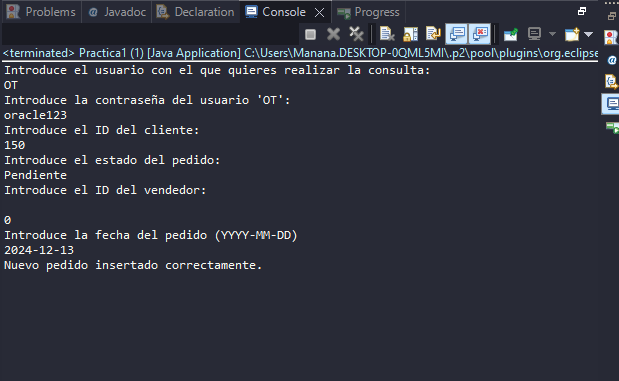 Problems Javadoc Declaration Console Progress
<terminated> Practica1 (1) [Java Application] C:\Users\Manana.DESKTOP-0QML5MI\.p2\pool\plugins\org.eclipse
Introduce el usuario con el que quieres realizar la consulta:
OT
Introduce la contraseña del usuario 'OT':
oracle123
Introduce el ID del cliente:
150
Introduce el estado del pedido:
Pendiente
Introduce el ID del vendedor:
0
Introduce la fecha del pedido (YYYY-MM-DD)
2024-12-13
Nuevo pedido insertado correctamente.